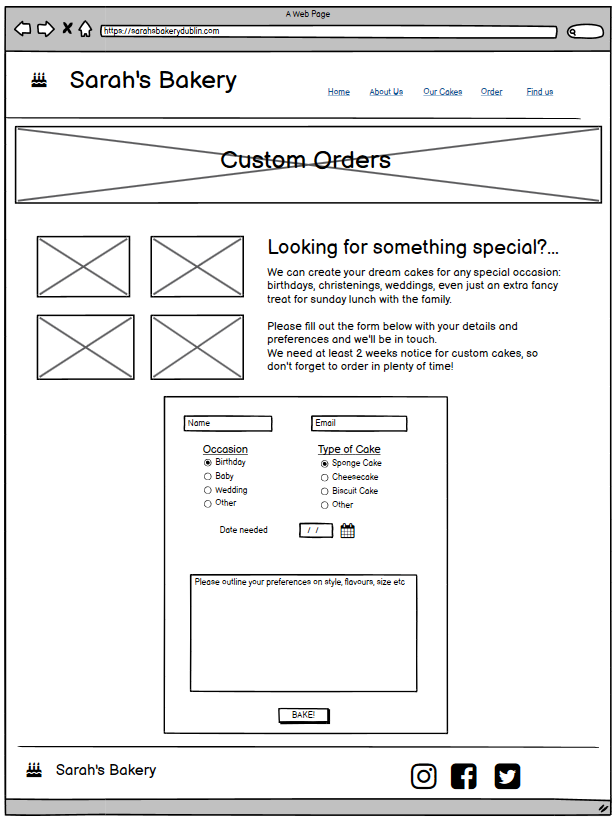 A Web Page
https://sarahsbakerydublin.com
Sarah's Bakery
Home About Us Our Cakes Order Find us
Custom Orders
Looking for something special?...
We can create your dream cakes for any special occasion:
birthdays, christenings, weddings, even just an extra fancy
treat for sunday lunch with the family.
Please fill out the form below with your details and
preferences and we'll be in touch.
We need at least 2 weeks notice for custom cakes, so
don't forget to order in plenty of time!
Name Email
Occasion Type of Cake
Birthday Sponge Cake
Baby Cheesecake
Wedding Biscuit Cake
Other Other
Date needed / /
Please outline your preferences on style, flavours, size etc
BAKE!
Sarah's Bakery